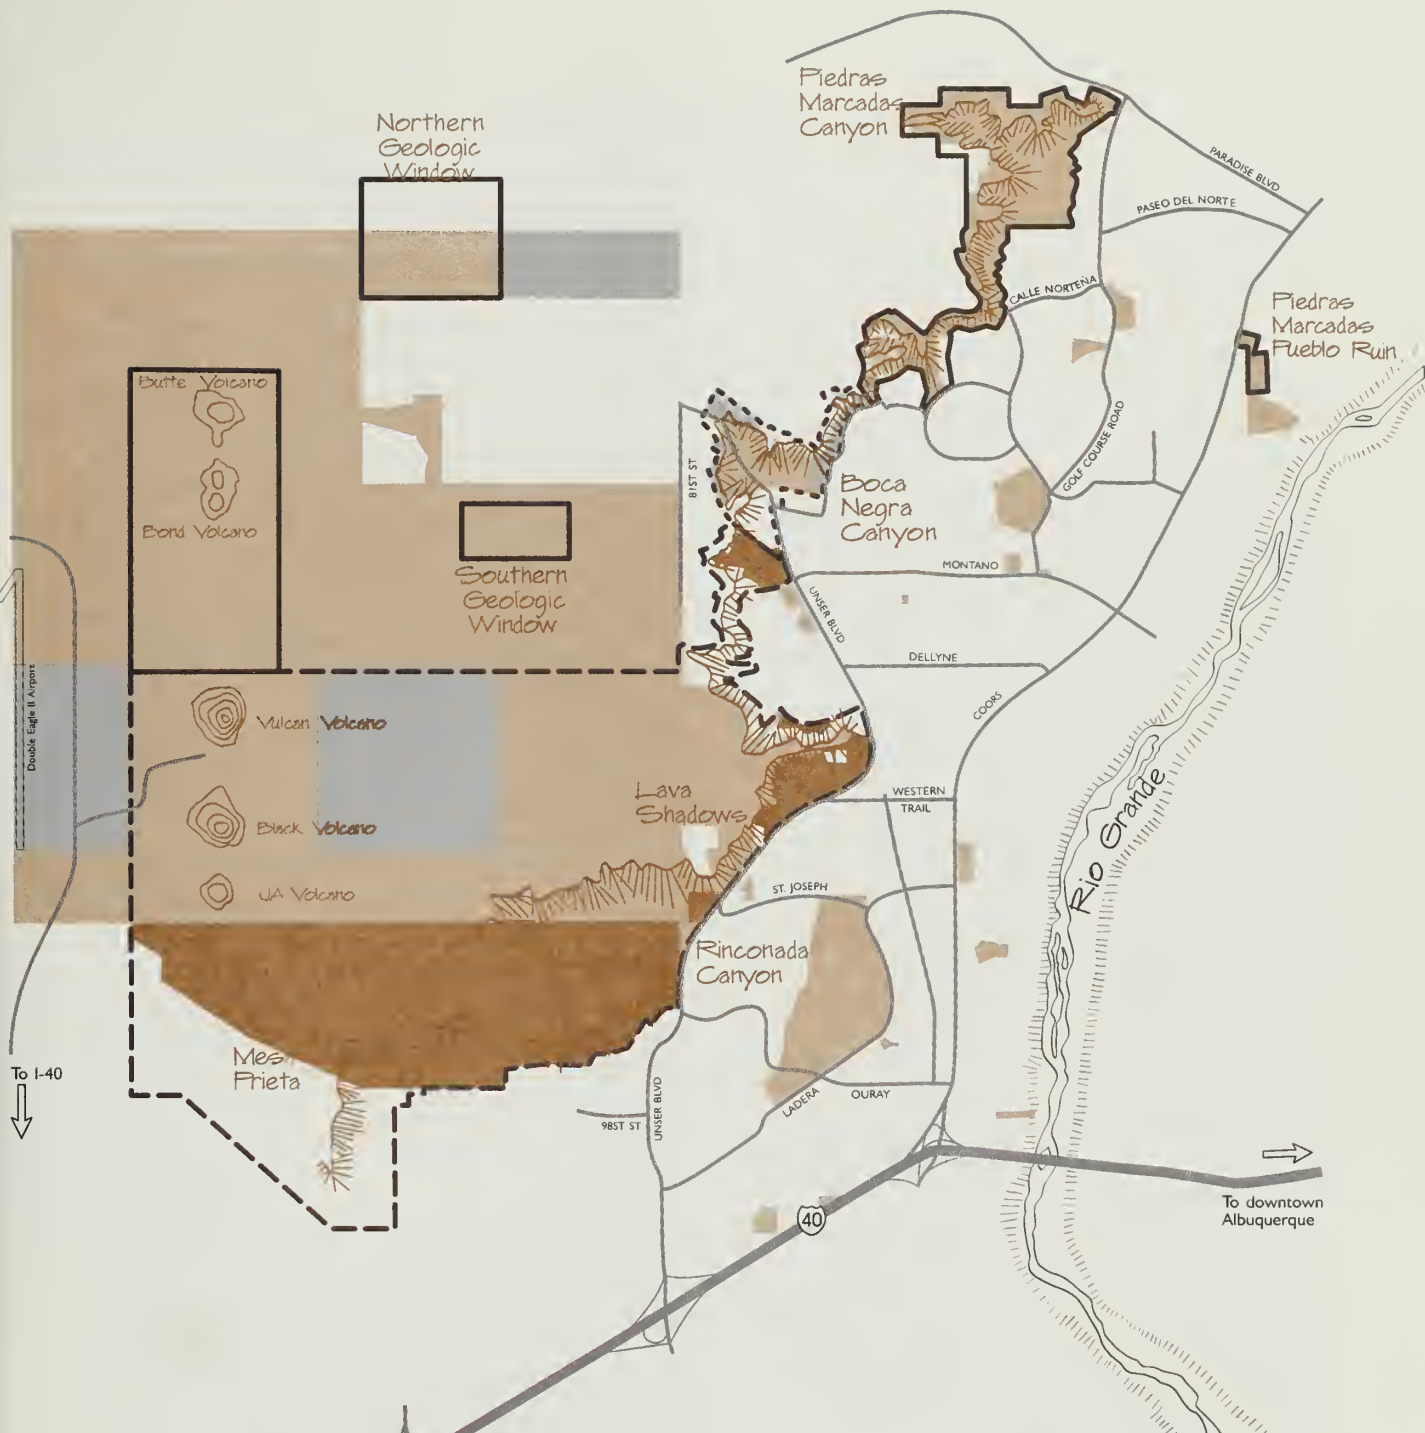 Piedras
Marcadas
Canyon
Northern
Geologic
Window
PARADISE BLVD
PASEO DEL NORTE
CALLE NORTEÑA
Piedras
Marcadas
Pueblo Ruin
Butte Volcano
Bond Volcano
81ST ST
GOLF COURSE ROAD
Boca
Negra
Canyon
Southern
Geologic
Window
MONTANO
UNSER BLVD
DELLYNE
COORS
Double Eagle II Airport
Vulcan Volcano
Black Volcano
JA Volcano
Lava
Shadows
WESTERN
TRAIL
Rio Grande
ST. JOSEPH
Rinconada
Canyon
Mes
Prieta
To I-40
UNSER BLVD
98ST ST
LADERA
OURAY
40
To downtown
Albuquerque